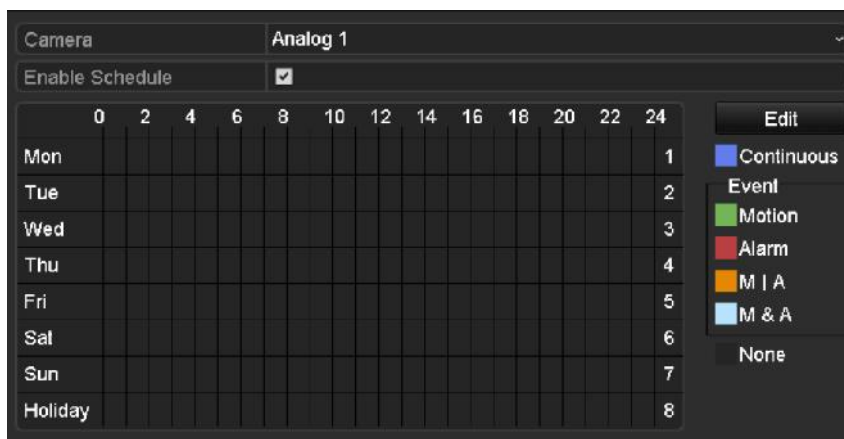 Camera Analog 1
Enable Schedule
0 2 4 6 8 10 12 14 16 18 20 22 24
Mon 1
Tue 2
Wed 3
Thu 4
Fri 5
Sat 6
Sun 7
Holiday 8
Edit
Continuous
Event
Motion
Alarm
M | A
M & A
None